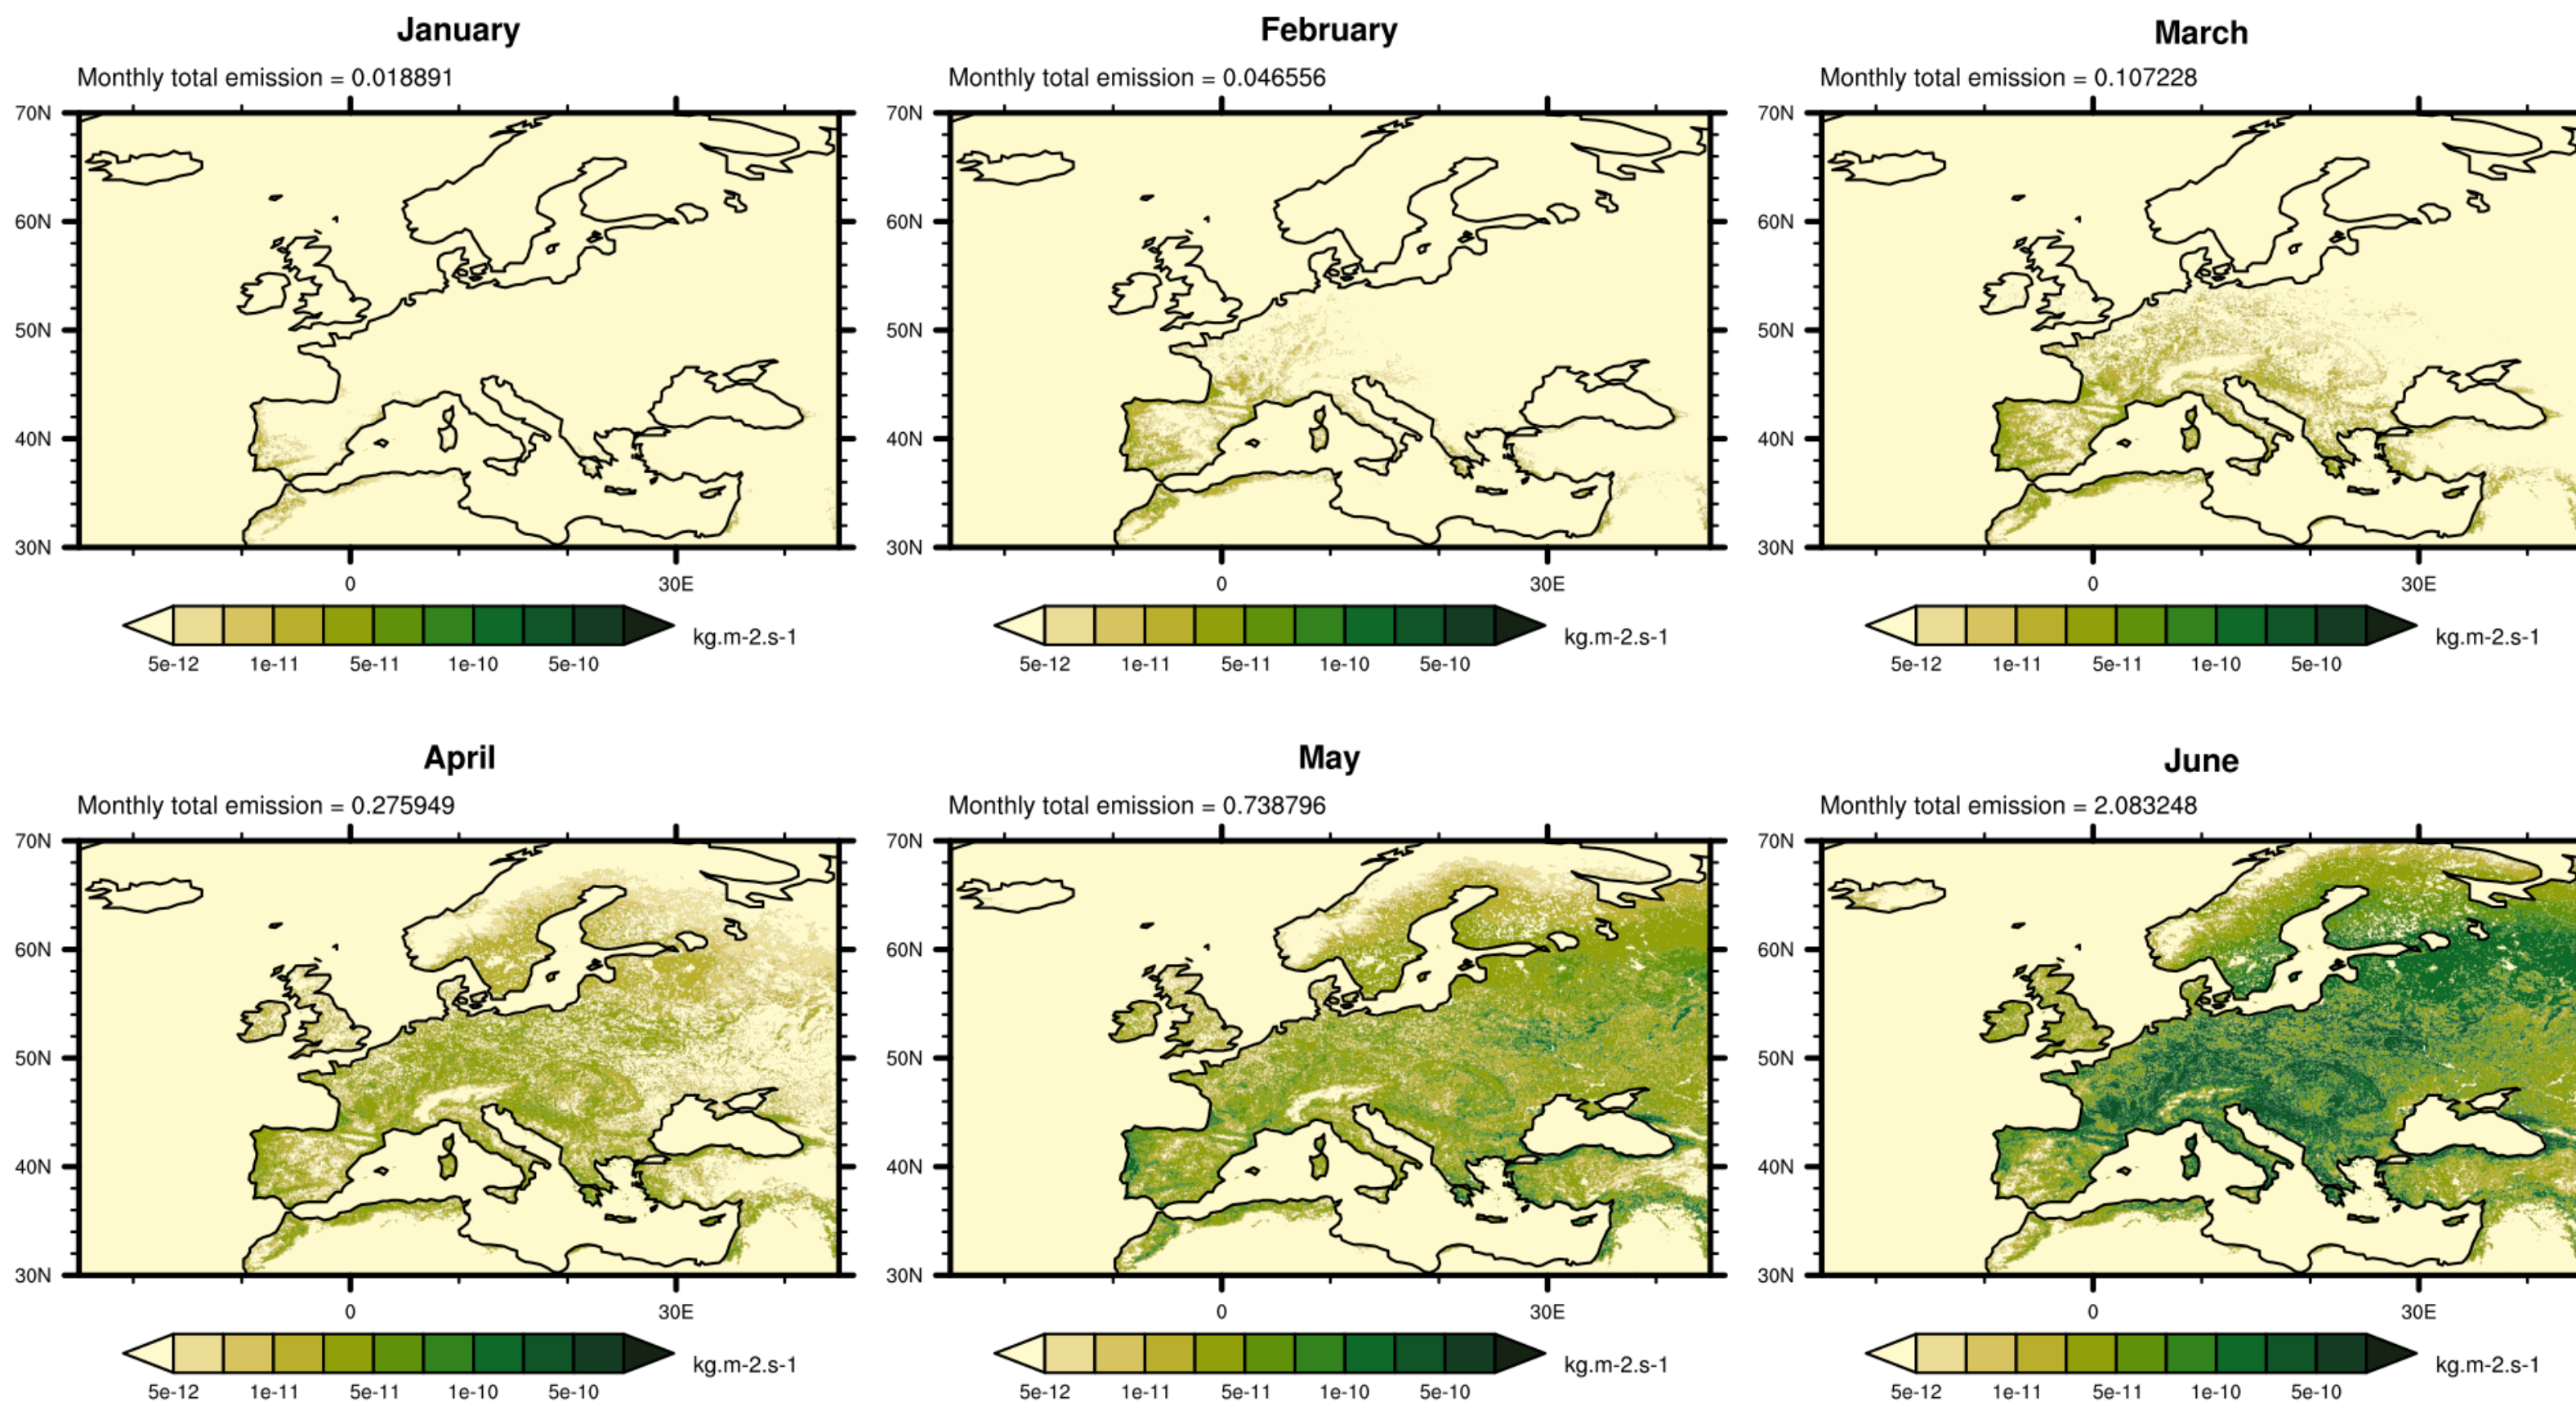 January
February
March
Monthly total emission = 0.018891
Monthly total emission = 0.046556
Monthly total emission = 0.107228
70N
70N
70N
60N
60N
60N
50N
50N
50N
40N
40N
40N
30N
30N
30N
0
30E
0
30E
0
30E
kg.m-2.s-1
kg.m-2.s-1
kg.m-2.s-1
5e-12 1e-11 5e-11 1e-10 5e-10
5e-12 1e-11 5e-11 1e-10 5e-10
5e-12 1e-11 5e-11 1e-10 5e-10
April
May
June
Monthly total emission = 0.275949
Monthly total emission = 0.738796
Monthly total emission = 2.083248
70N
70N
70N
60N
60N
60N
50N
50N
50N
40N
40N
40N
30N
30N
30N
0
30E
0
30E
0
30E
kg.m-2.s-1
kg.m-2.s-1
kg.m-2.s-1
5e-12 1e-11 5e-11 1e-10 5e-10
5e-12 1e-11 5e-11 1e-10 5e-10
5e-12 1e-11 5e-11 1e-10 5e-10